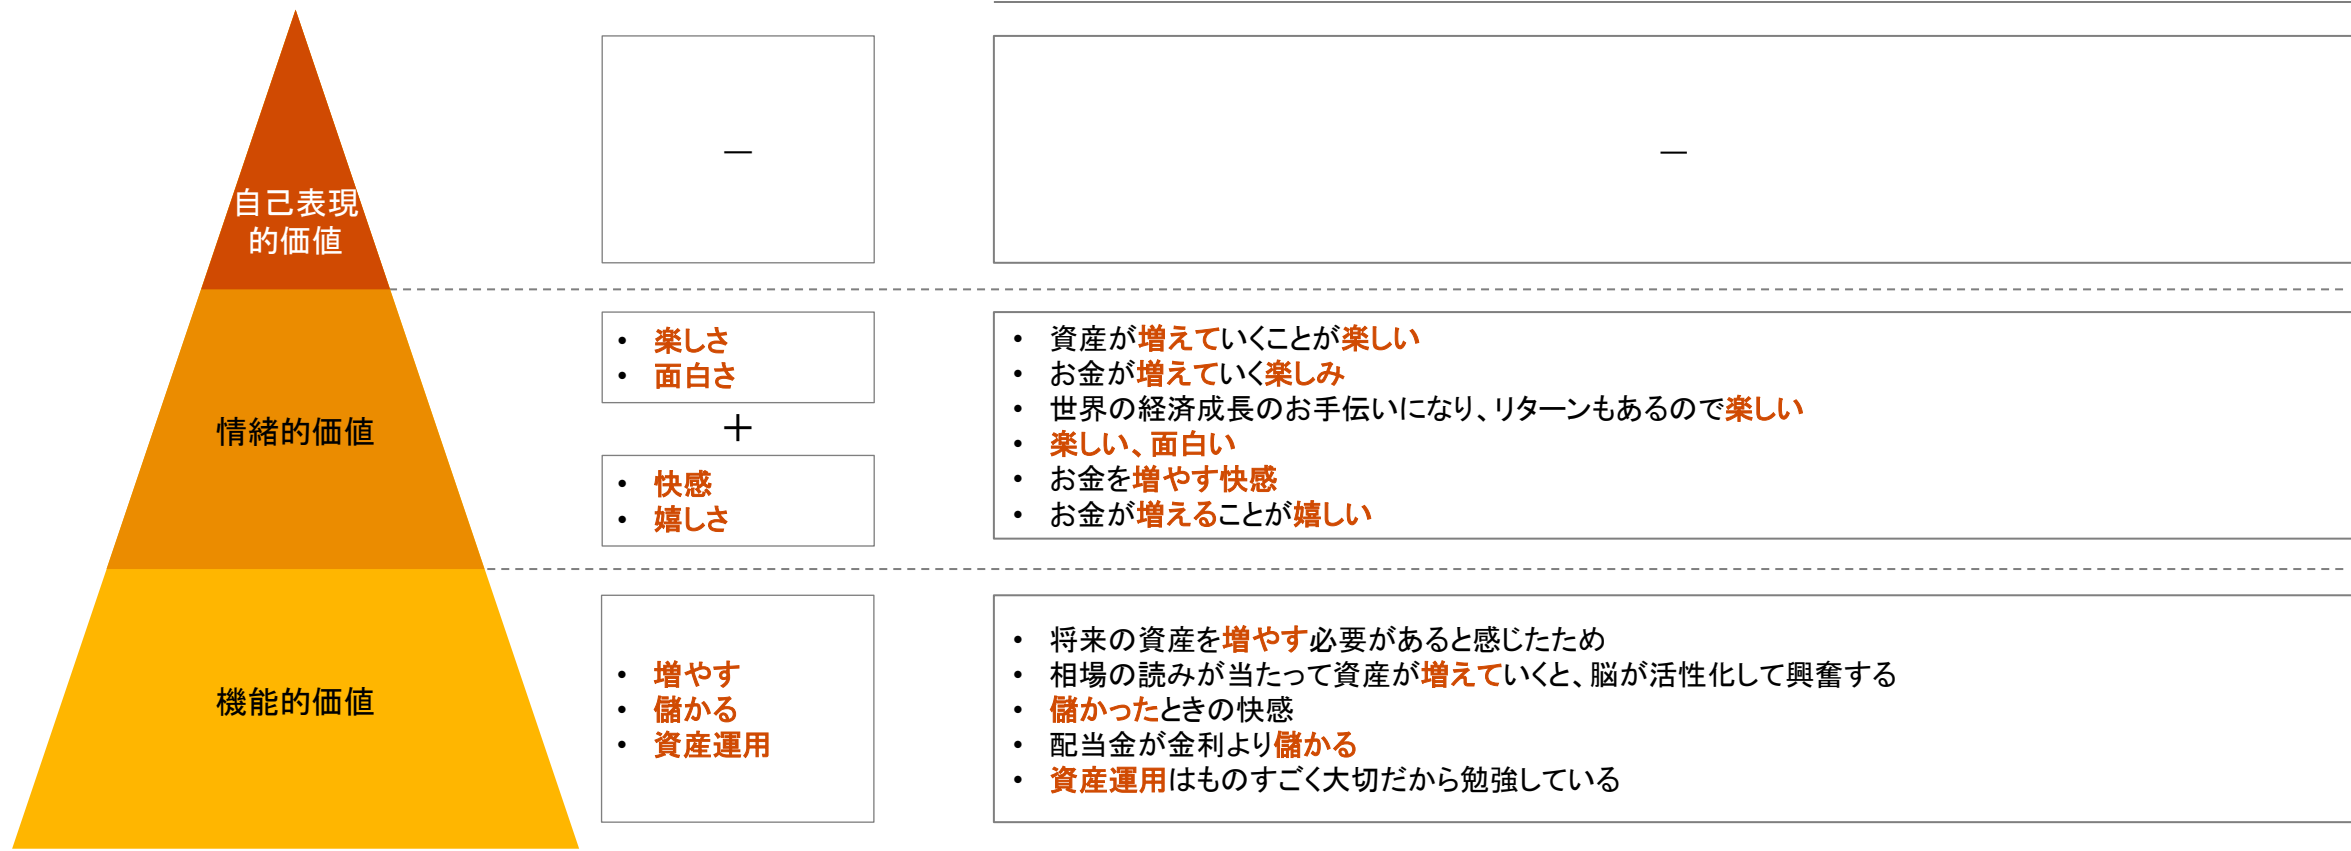 自己表現
的価値
－
－
情緒的価値
• 楽しさ
• 面白さ
＋
• 快感
• 嬉しさ
• 資産が増えていくことが楽しい
• お金が増えていく楽しみ
• 世界の経済成長のお手伝いになり、リターンもあるので楽しい
• 楽しい、面白い
• お金を増やす快感
• お金が増えることが嬉しい
機能的価値
• 増やす
• 儲かる
• 資産運用
• 将来の資産を増やす必要があると感じたため
• 相場の読みが当たって資産が増えていくと、脳が活性化して興奮する
• 儲かったときの快感
• 配当金が金利より儲かる
• 資産運用はものすごく大切だから勉強している